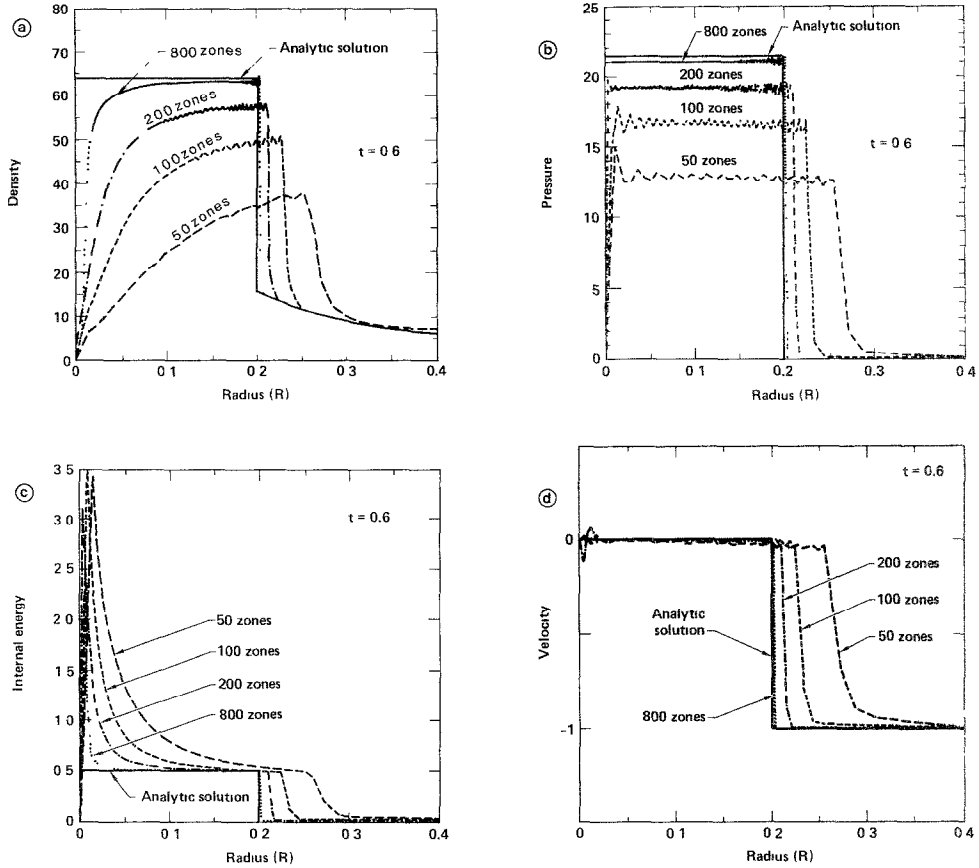 a
80
70
60
50
40
30
20
10
0
Density
800 zones
Analytic solution
200 zones
100 zones
50 zones
t = 0 6
0
0 1
0 2
0 3
0.4
Radius (R)
b
25
20
15
10
5
0
Pressure
800 zones
Analytic solution
200 zones
100 zones
50 zones
t = 0 6
0
0.1
0 2
0.3
0 4
Radius (R)
c
3 5
3.0
2 5
2.0
1.5
1 0
0 5
0
Internal energy
t = 0.6
50 zones
100 zones
200 zones
800 zones
Analytic solution
0
0 1
0 2
0 3
0.4
Radius (R)
d
0
-1
Velocity
t = 0.6
200 zones
100 zones
50 zones
Analytic
solution
800 zones
0
0.1
0 2
0.3
0 4
Radius (R)